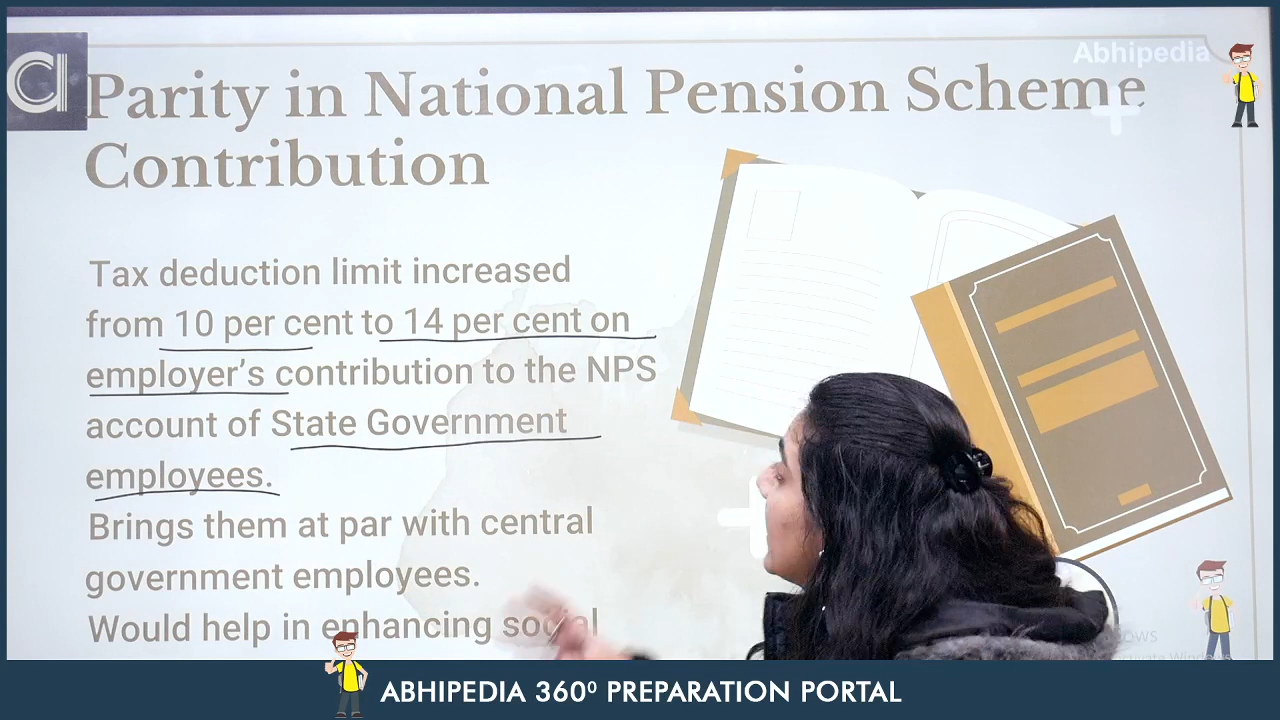 Abhipedia
Parity in National Pension Scheme
Contribution
Tax deduction limit increased
from 10 per cent to 14 per cent on
employer's contribution to the NPS
account of State Government
employees.
Brings them at par with central
government employees.
Would help in enhancing social
ABHIPEDIA 360⁰ PREPARATION PORTAL